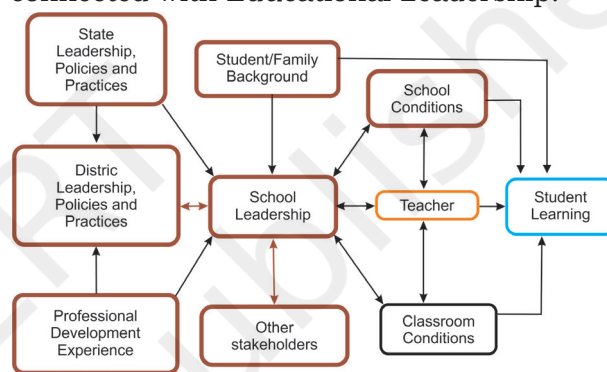 connected with Educational Leadership.
State
Leadership,
Policies and
Practices
Student/Family
Background
School
Conditions
Distric
Leadership,
Policies and
Practices
School
Leadership
Teacher
Student
Learning
Professional
Development
Experience
Other
stakeholders
Classroom
Conditions